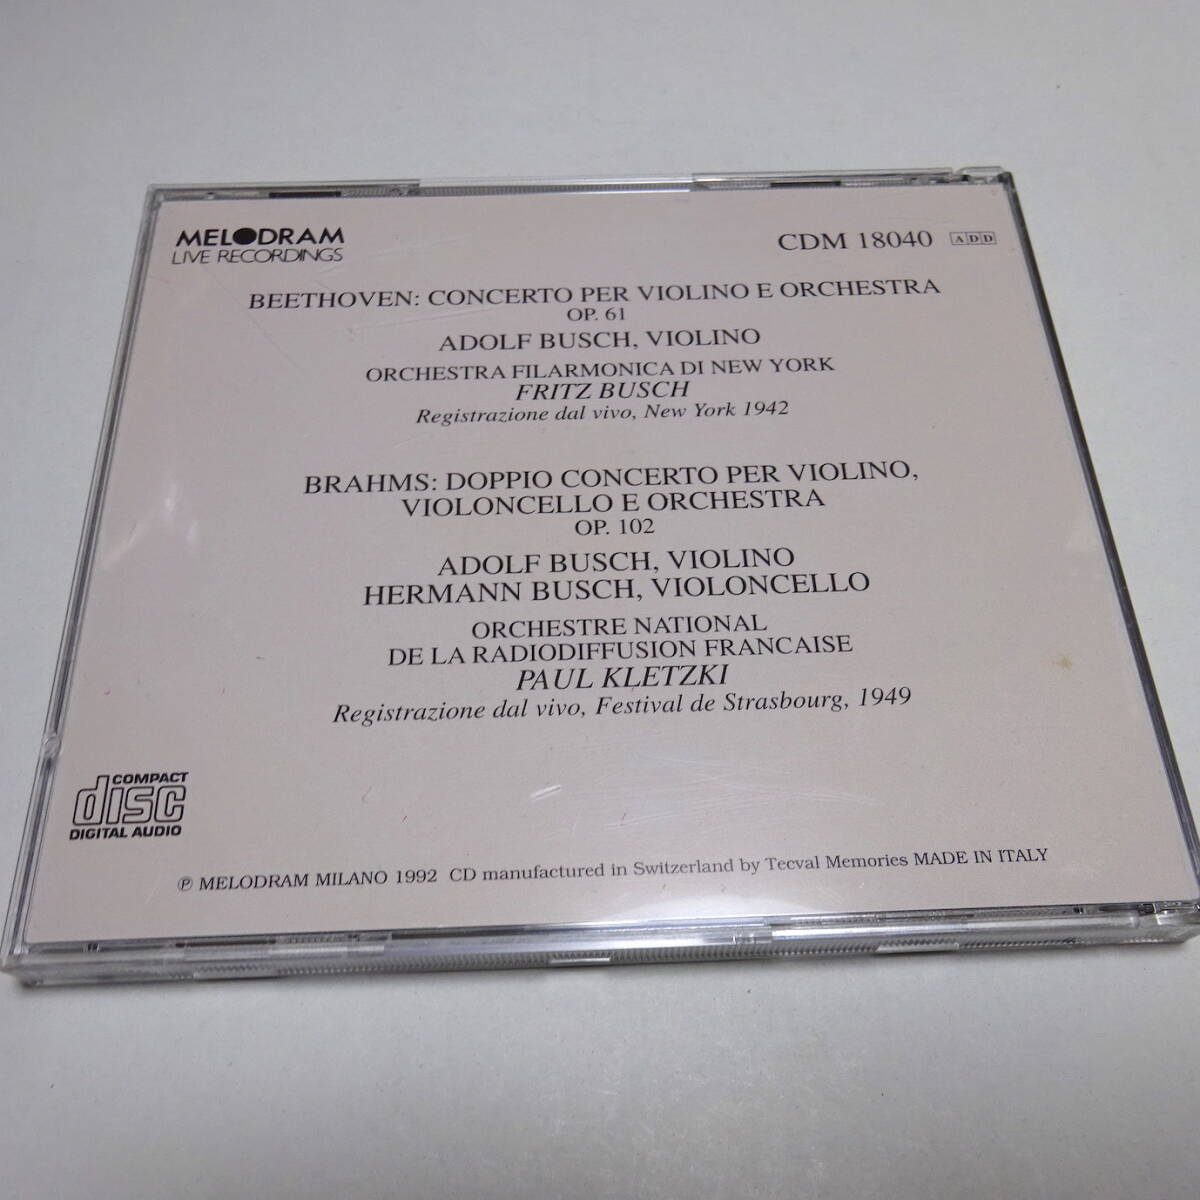 MELODRAM
LIVE RECORDINGS
CDM 18040 ADD
BEETHOVEN: CONCERTO PER VIOLINO E ORCHESTRA
OP. 61
ADOLF BUSCH, VIOLINO
ORCHESTRA FILARMONICA DI NEW YORK
FRITZ BUSCH
Registrazione dal vivo, New York 1942
BRAHMS: DOPPIO CONCERTO PER VIOLINO,
VIOLONCELLO E ORCHESTRA
OP. 102
ADOLF BUSCH, VIOLINO
HERMANN BUSCH, VIOLONCELLO
ORCHESTRE NATIONAL
DE LA RADIODIFFUSION FRANCAISE
PAUL KLETZKI
Registrazione dal vivo, Festival de Strasbourg, 1949
COMPACT
disc
DIGITAL AUDIO
℗ MELODRAM MILANO 1992 CD manufactured in Switzerland by Tecval Memories MADE IN ITALY